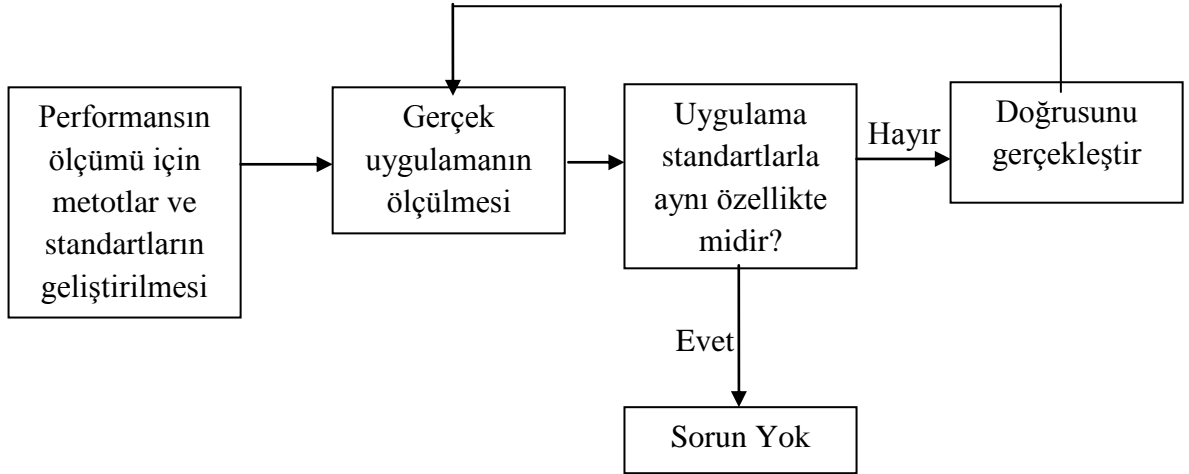 Performansın
ölçümü için
metotlar ve
standartların
geliştirilmesi
Gerçek
uygulamanın
ölçülmesi
Uygulama
standartlarla
aynı özellikte
midir?
Hayır
Doğrusunu
gerçekleştir
Evet
Sorun Yok